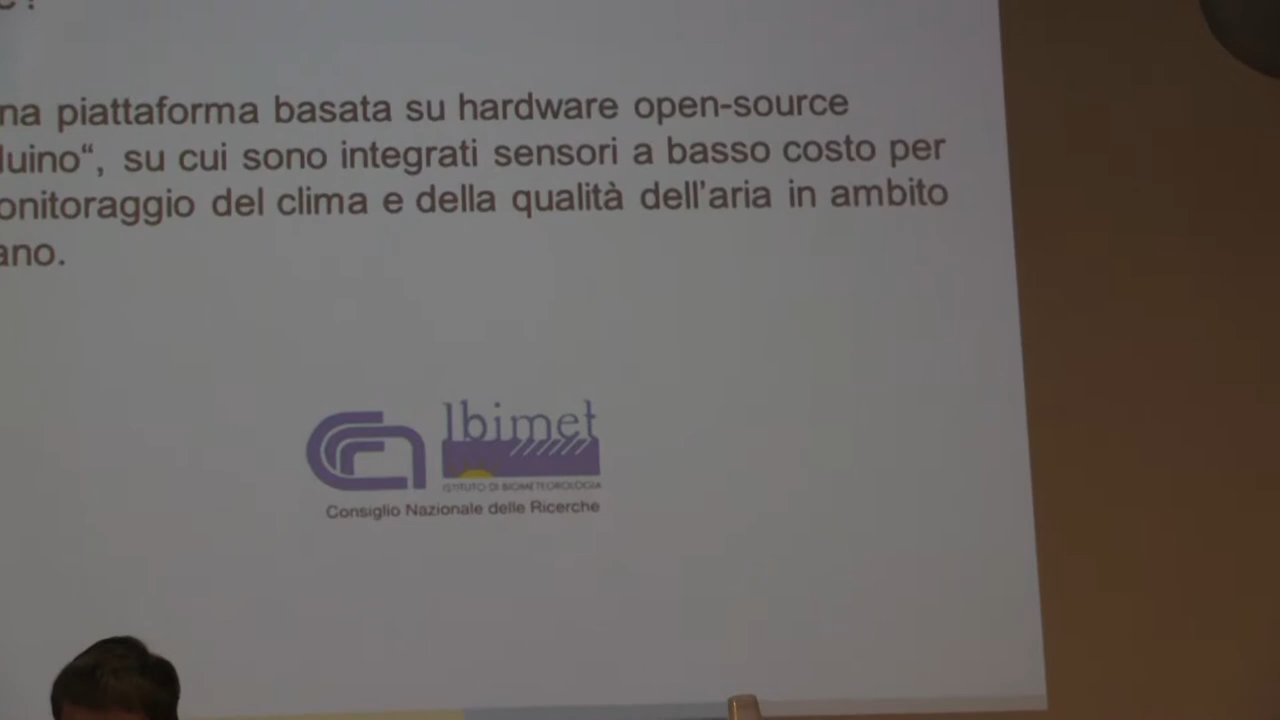 na piattaforma basata su hardware open-source
duino“, su cui sono integrati sensori a basso costo per
onitoraggio del clima e della qualità dell’aria in ambito
ano.
Ibimet
ISTITUTO DI BIOMETEOROLOGIA
Consiglio Nazionale delle Ricerche